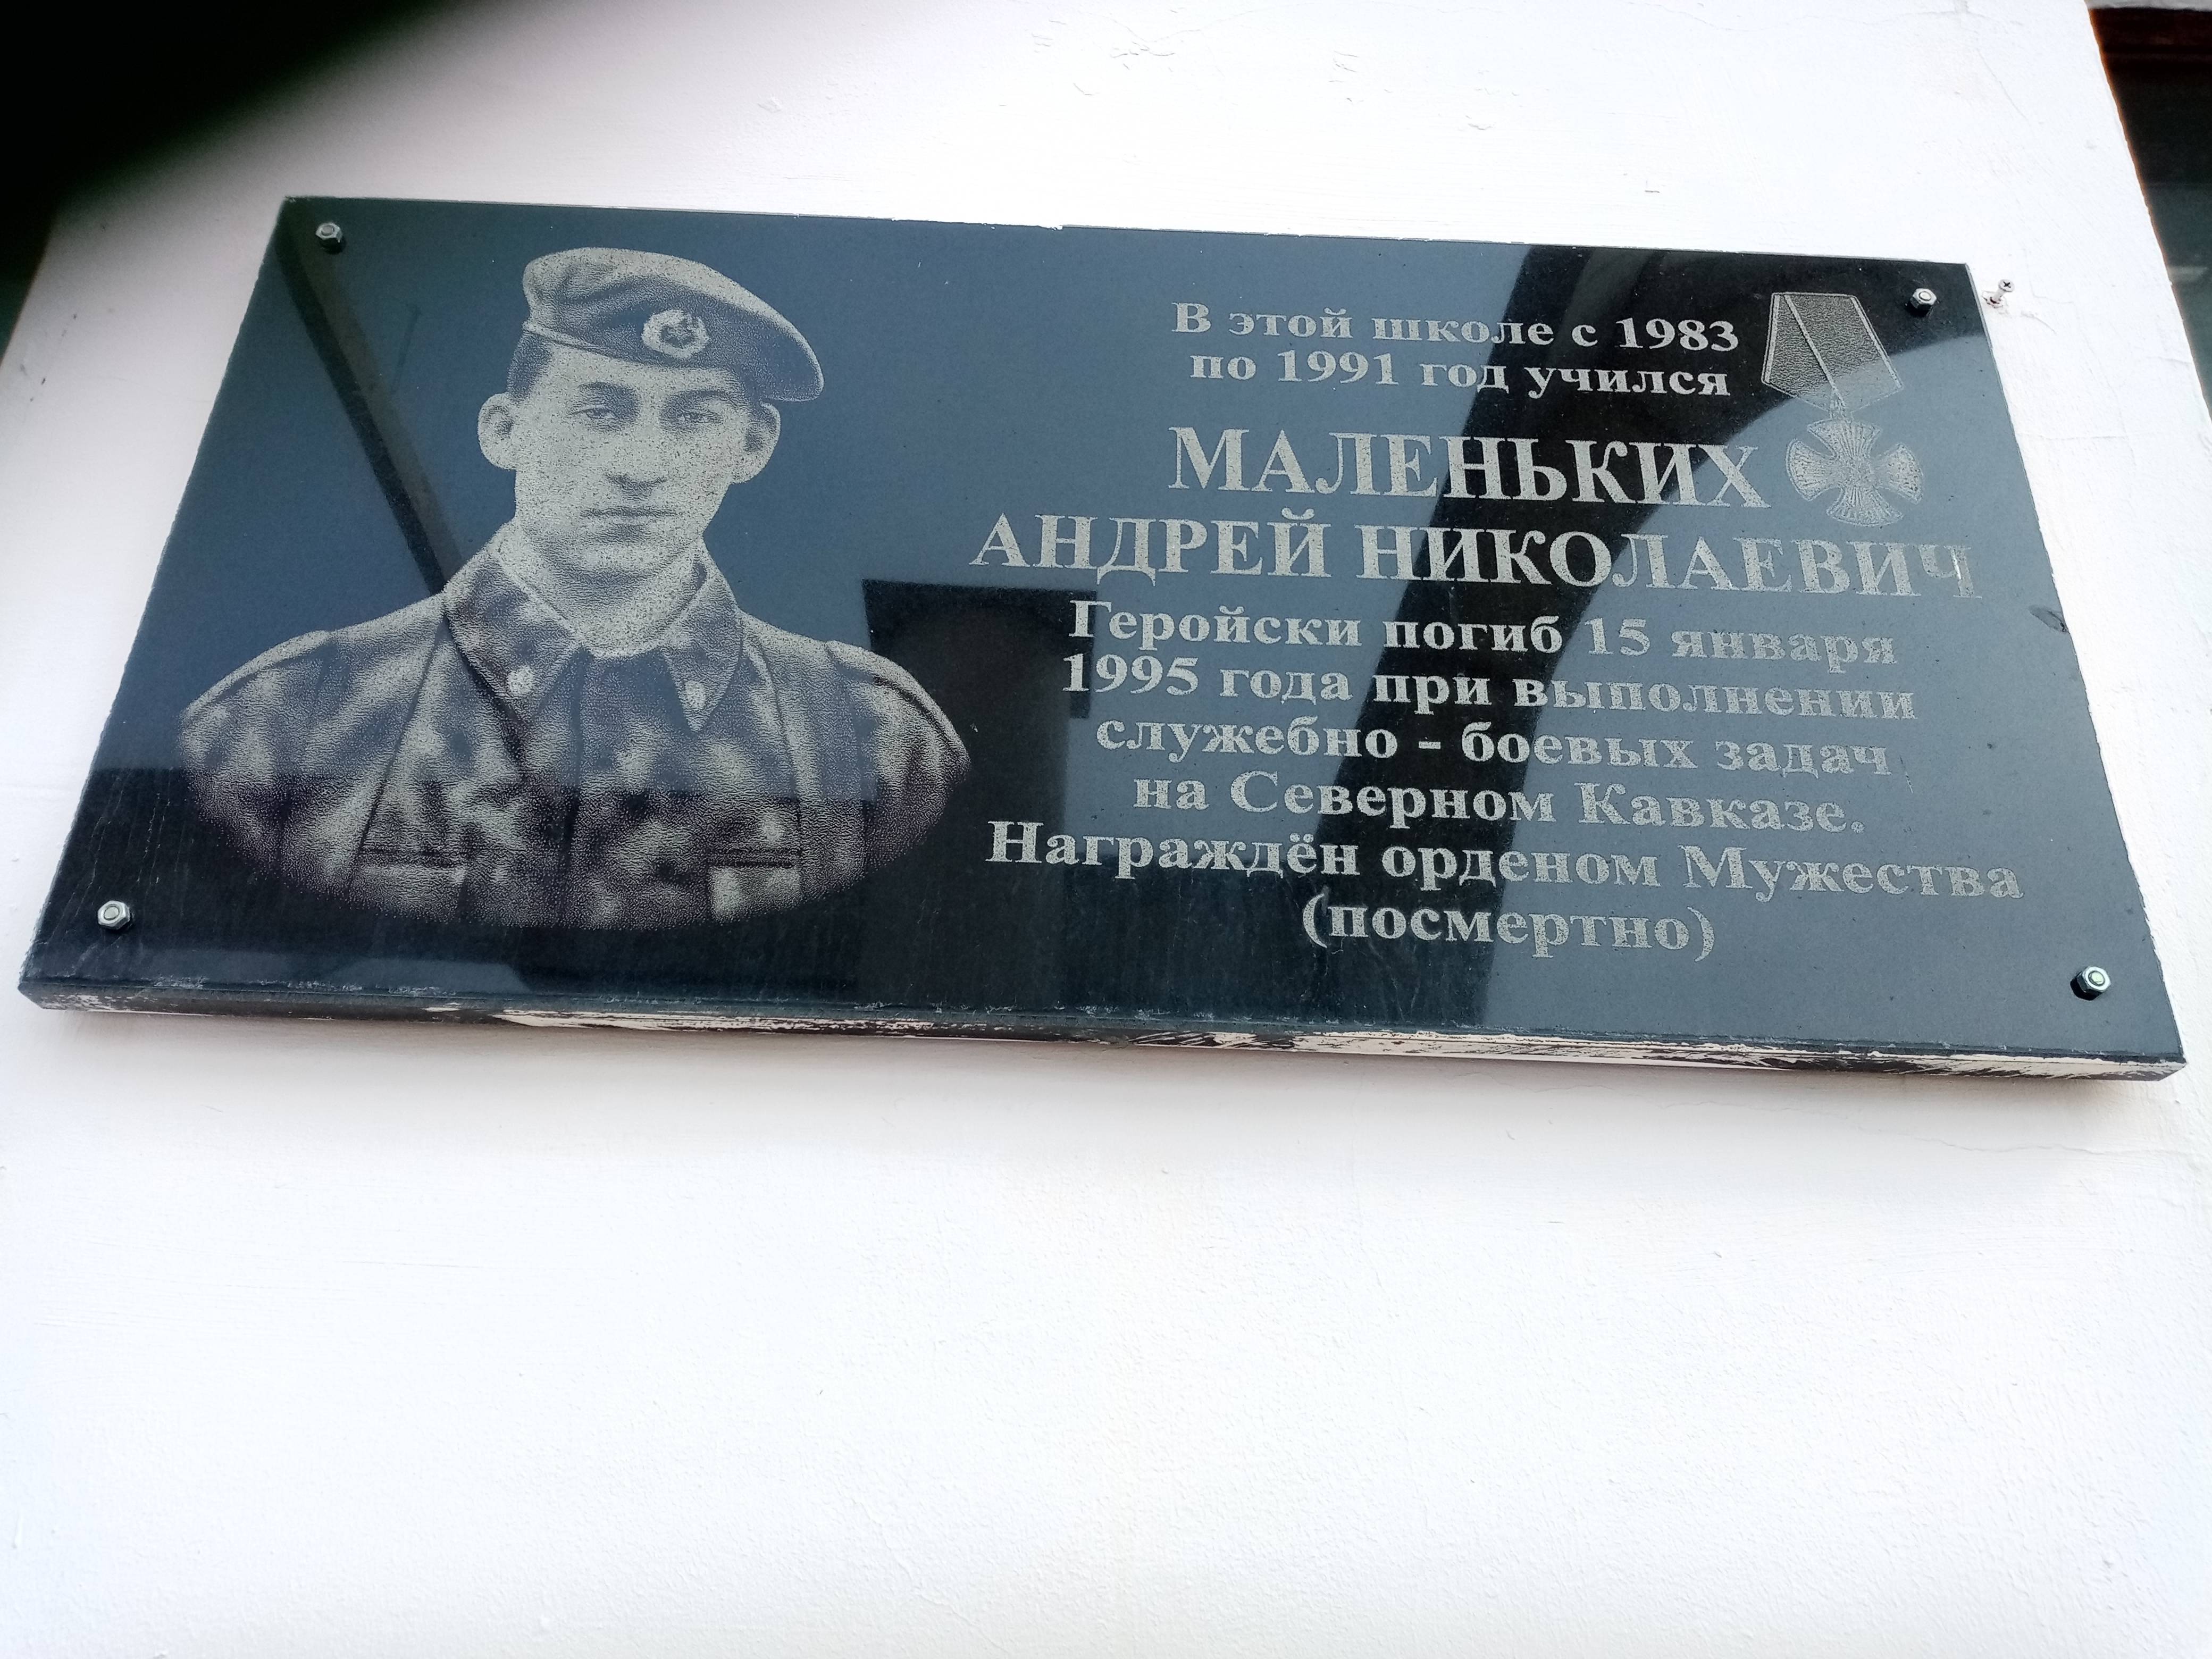 В этой школе с 1983
по 1991 год учился
МАЛЕНЬКИХ
АНДРЕЙ НИКОЛАЕВИЧ
Геройски погиб 15 января
1995 года при выполнении
служебно - боевых задач
на Северном Кавказе.
Награждён орденом Мужества
(посмертно)